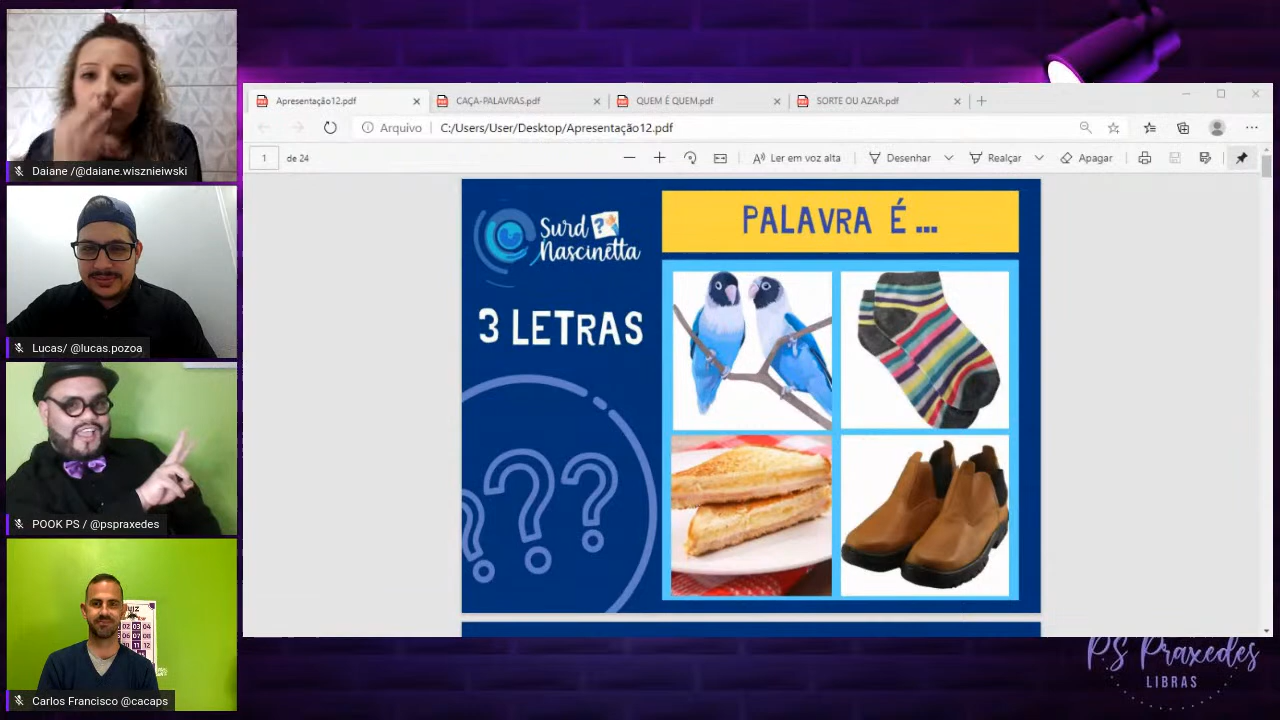 Daiane /@daiane.wisznieiwski
Lucas/ @lucas.pozoa
POOK PS / @pspraxedes
Carlos Francisco @cacaps
Apresentação12.pdf
CAÇA-PALAVRAS.pdf
QUEM É QUEM.pdf
SORTE OU AZAR.pdf
Arquivo
C:/Users/User/Desktop/Apresentação12.pdf
1 de 24
Ler em voz alta
Desenhar
Realçar
Apagar
Surd
Nascinetta
PALAVRA É...
3 LETRAS
???
PS Praxedes
LIBRAS